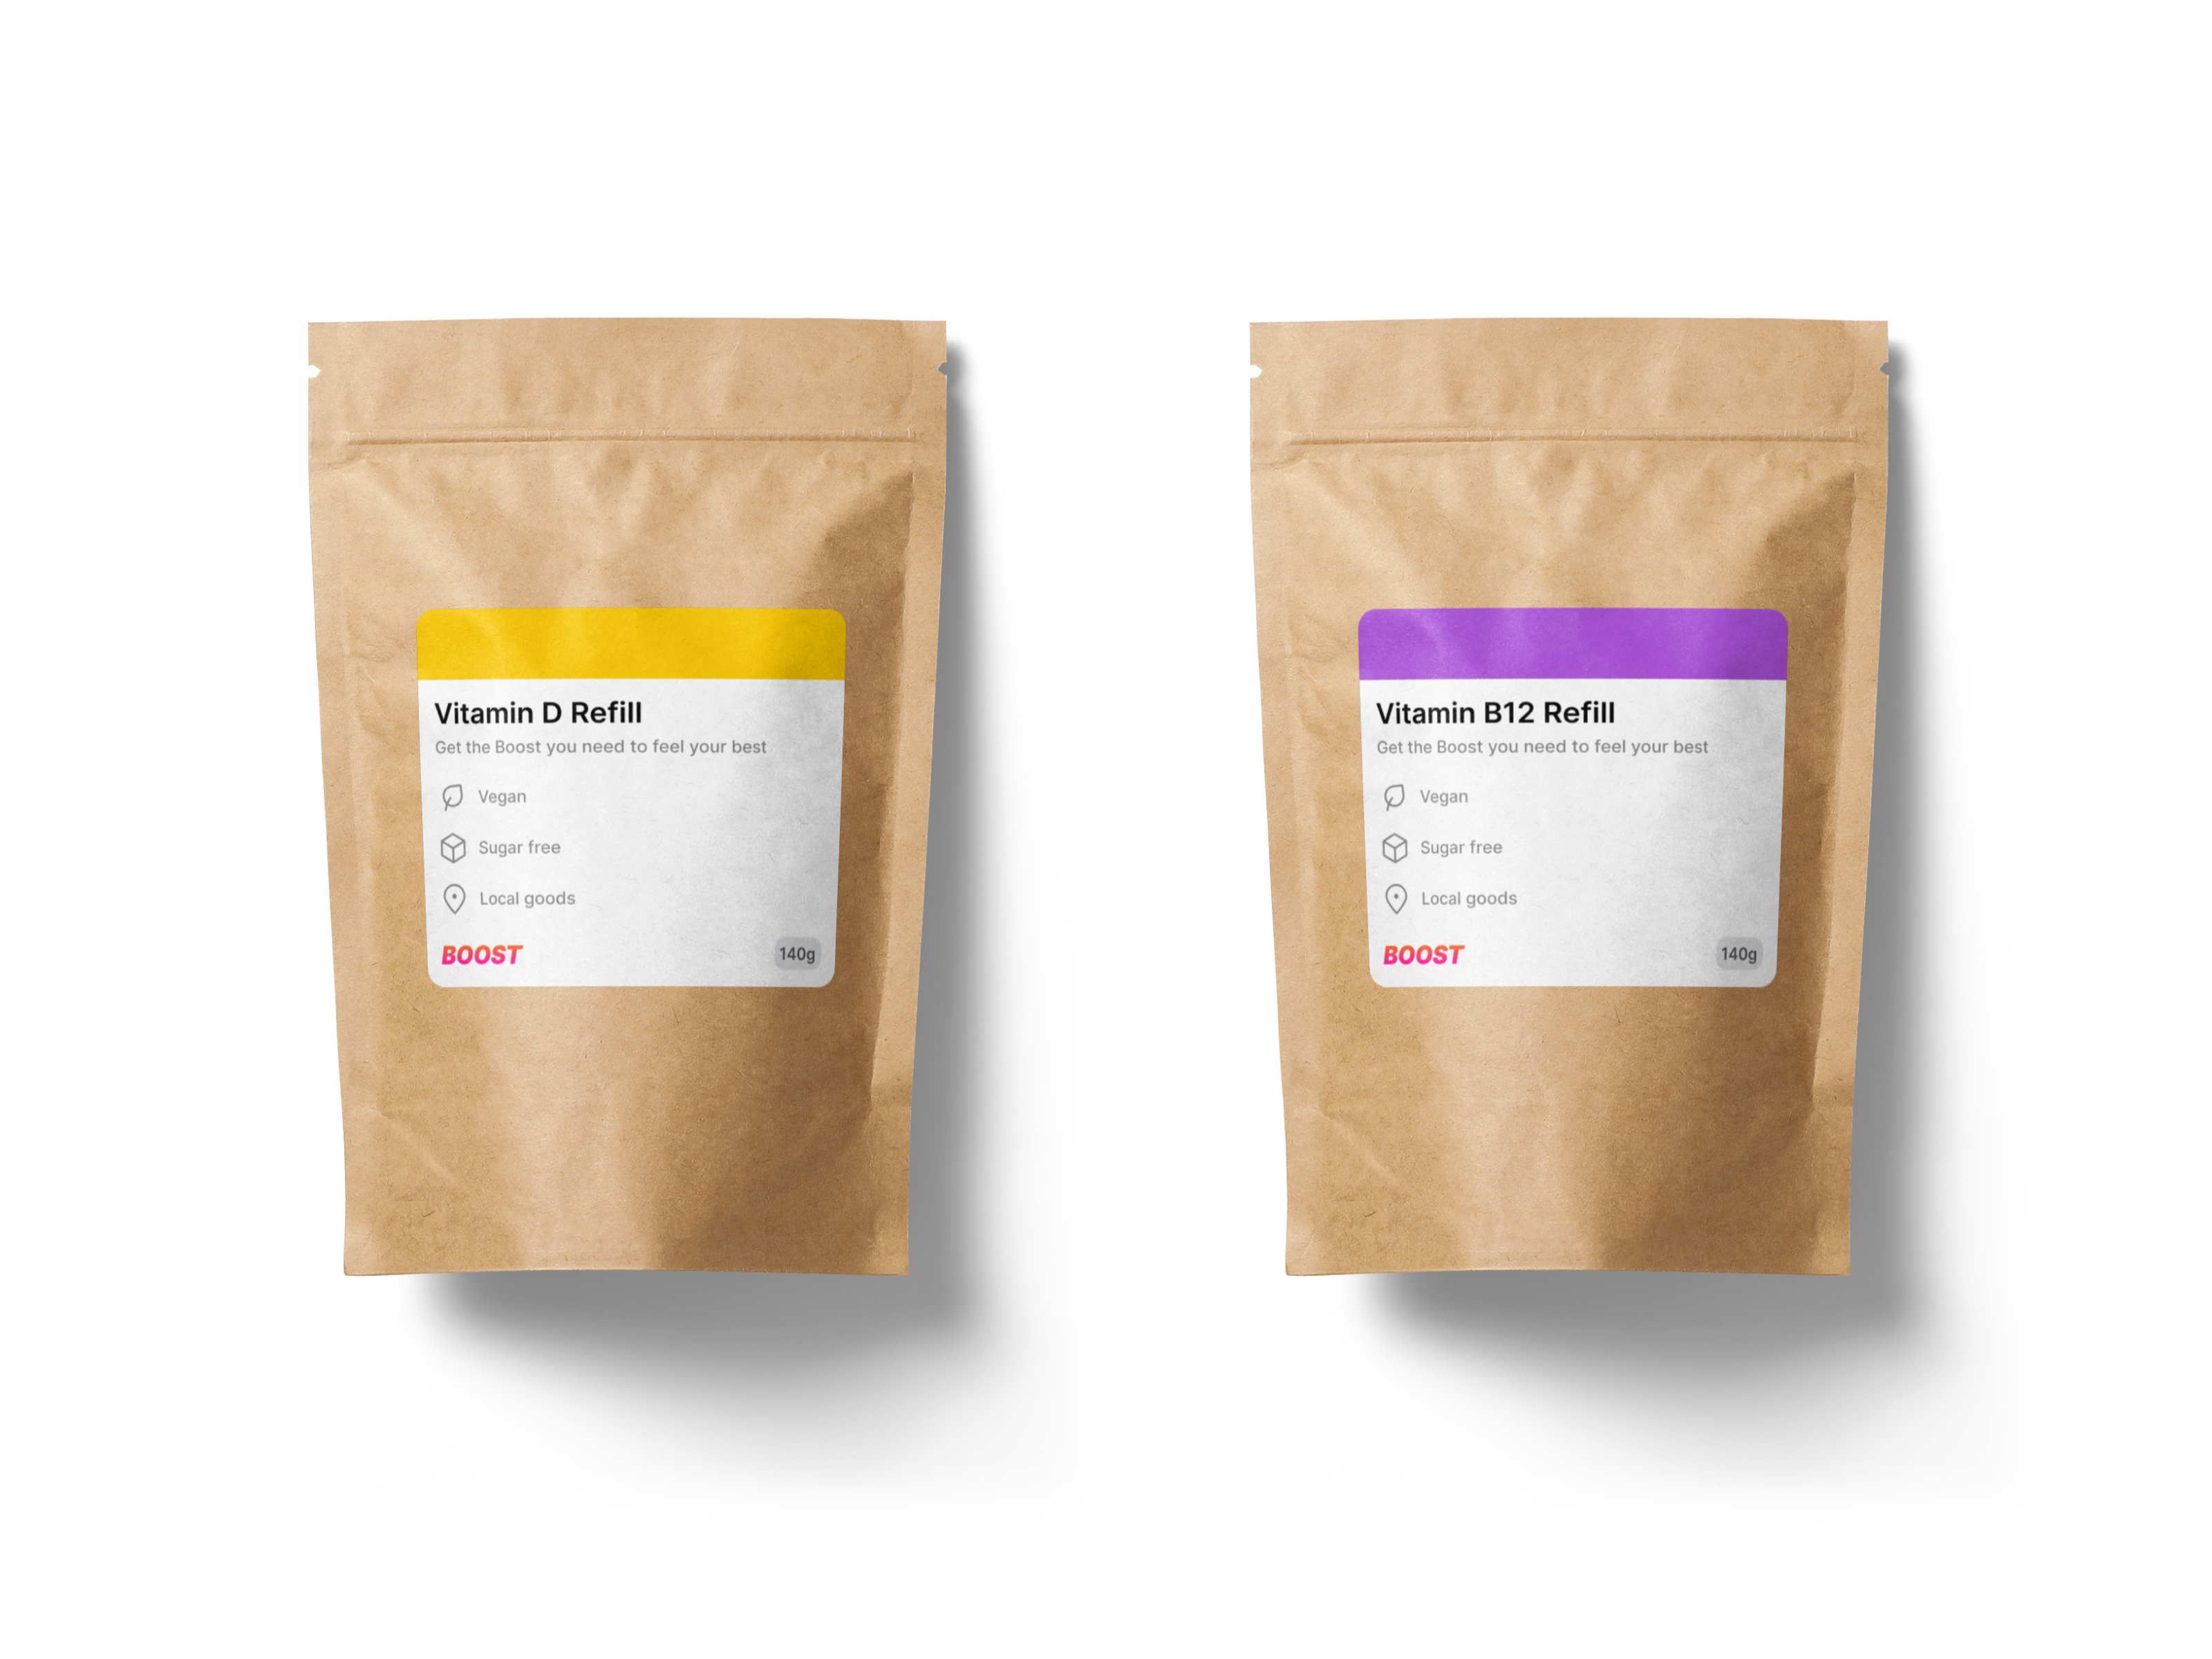 Vitamin D Refill
Get the Boost you need to feel your best
Vegan
Sugar free
Local goods
BOOST
140g
Vitamin B12 Refill
Get the Boost you need to feel your best
Vegan
Sugar free
Local goods
BOOST
140g